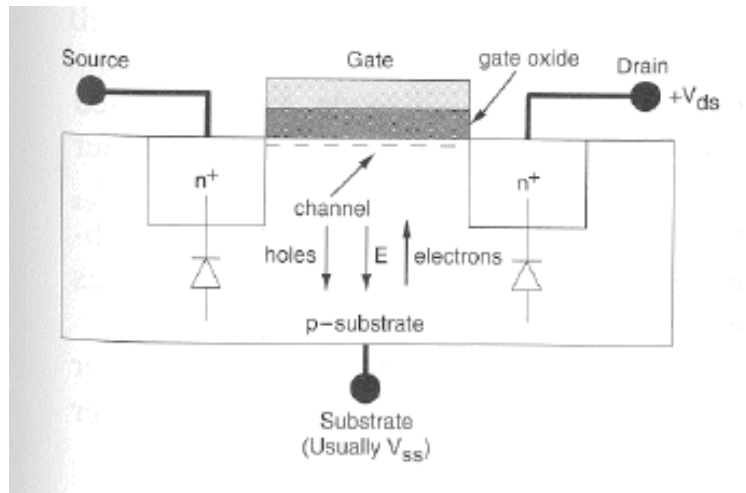 Source
Gate
gate oxide
Drain
+Vds
n+
n+
channel
holes
E
electrons
p-substrate
Substrate
(Usually Vss)